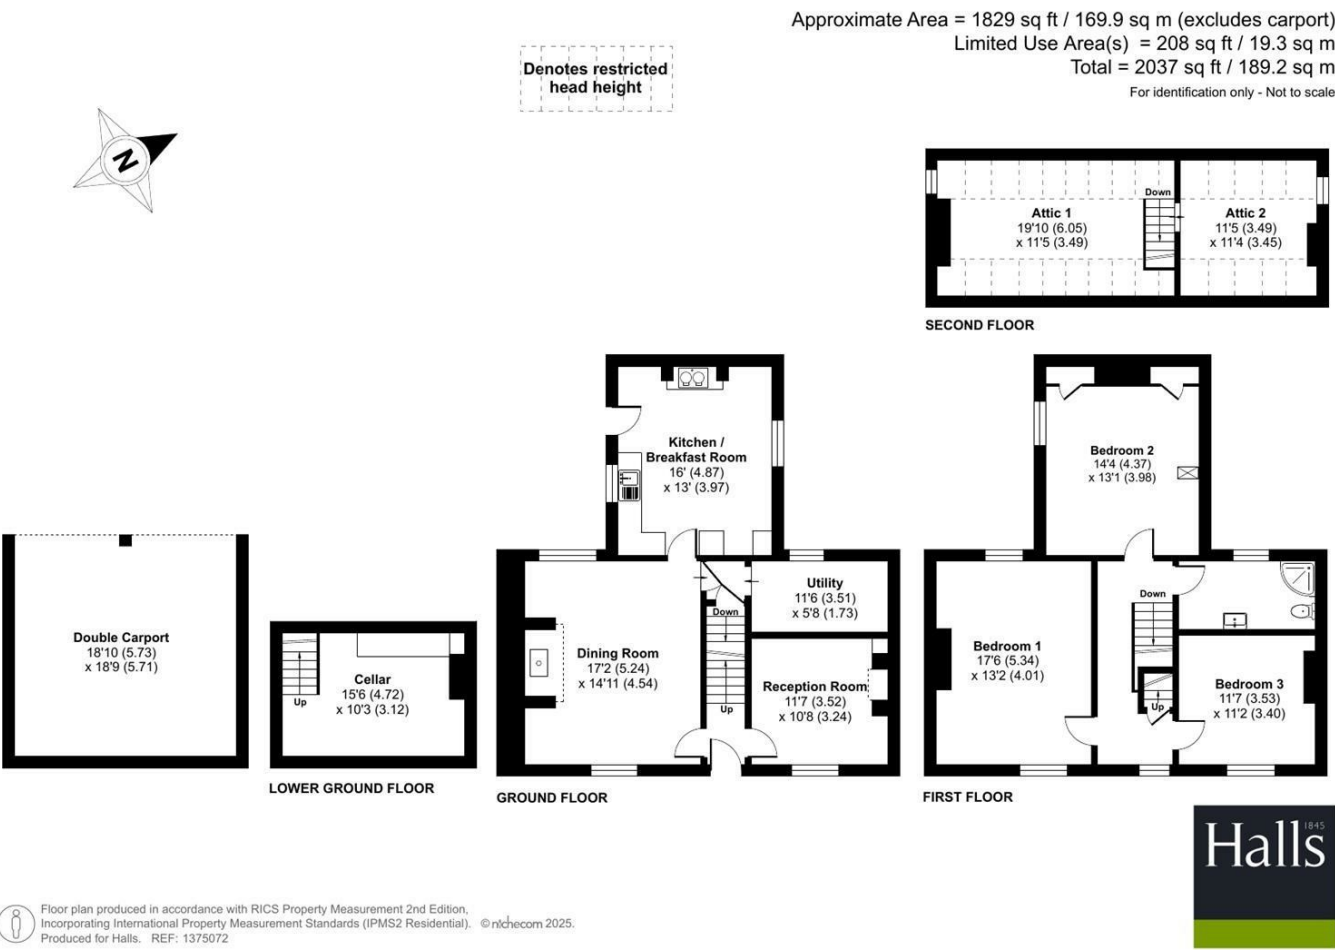 Approximate Area = 1829 sq ft / 169.9 sq m (excludes carport)
Limited Use Area(s) = 208 sq ft / 19.3 sq m
Total = 2037 sq ft / 189.2 sq m
For identification only - Not to scale
Denotes restricted
head height
N
Down
Attic 1
19'10 (6.05)
x 11'5 (3.49)
Attic 2
11'5 (3.49)
x 11'4 (3.45)
SECOND FLOOR
Kitchen /
Breakfast Room
16' (4.87)
x 13' (3.97)
Bedroom 2
14'4 (4.37)
x 13'1 (3.98)
Double Carport
18'10 (5.73)
x 18'9 (5.71)
Cellar
15'6 (4.72)
x 10'3 (3.12)
Up
LOWER GROUND FLOOR
Dining Room
17'2 (5.24)
x 14'11 (4.54)
Utility
11'6 (3.51)
x 5'8 (1.73)
Down
Up
Reception Room
11'7 (3.52)
x 10'8 (3.24)
GROUND FLOOR
Bedroom 1
17'6 (5.34)
x 13'2 (4.01)
Down
Up
Bedroom 3
11'7 (3.53)
x 11'2 (3.40)
FIRST FLOOR
1845
Halls
Floor plan produced in accordance with RICS Property Measurement 2nd Edition,
Incorporating International Property Measurement Standards (IPMS2 Residential). © nichecom 2025.
Produced for Halls. REF: 1375072